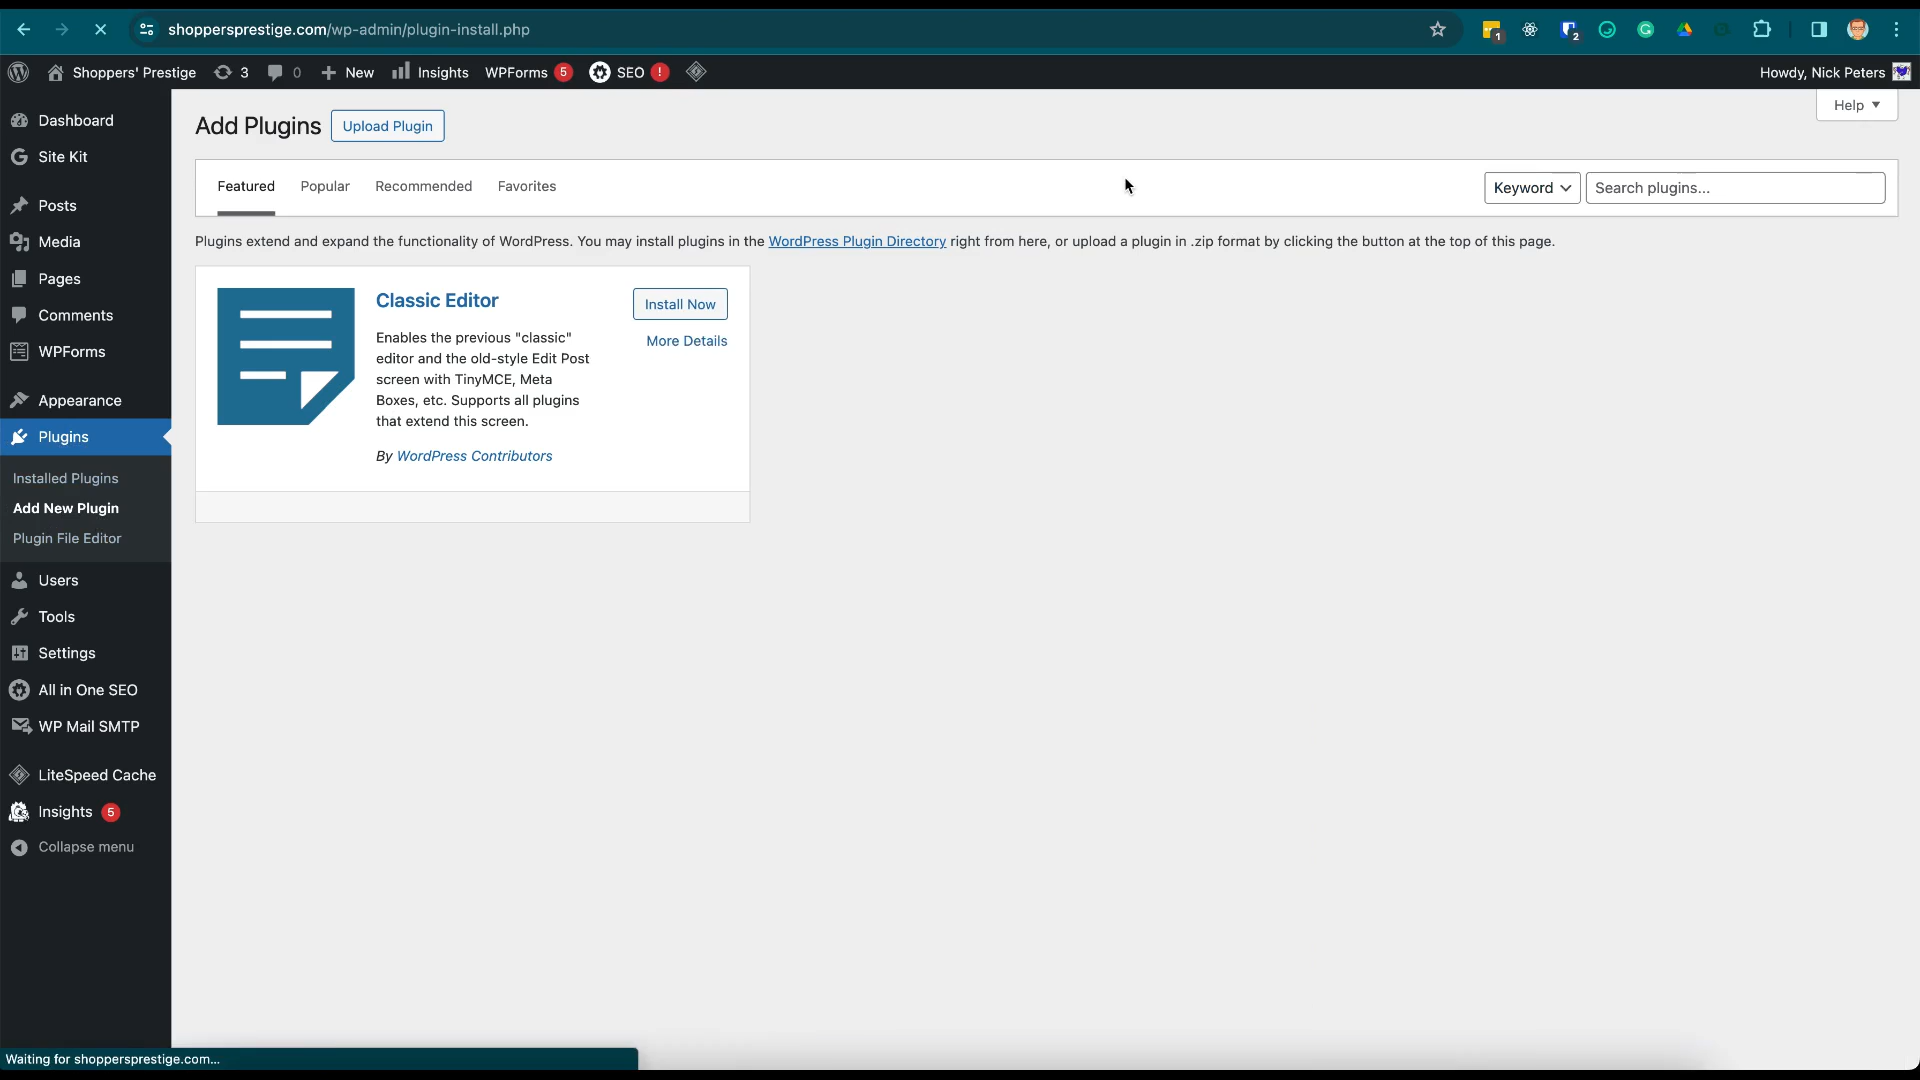 shoppersprestige.com/wp-admin/plugin-install.php
1
2
Shoppers' Prestige 3 0 New Insights WPForms 5 SEO ! Howdy, Nick Peters
Help
Dashboard
Site Kit
Posts
Media
Pages
Comments
WPForms
Appearance
Plugins
Installed Plugins
Add New Plugin
Plugin File Editor
Users
Tools
Settings
All in One SEO
WP Mail SMTP
LiteSpeed Cache
Insights 5
Collapse menu
Add Plugins Upload Plugin
Featured Popular Recommended Favorites Keyword Search plugins...
Plugins extend and expand the functionality of WordPress. You may install plugins in the WordPress Plugin Directory right from here, or upload a plugin in .zip format by clicking the button at the top of this page.
Classic Editor
Install Now
More Details
Enables the previous "classic"
editor and the old-style Edit Post
screen with TinyMCE, Meta
Boxes, etc. Supports all plugins
that extend this screen.
By WordPress Contributors
Waiting for shoppersprestige.com...